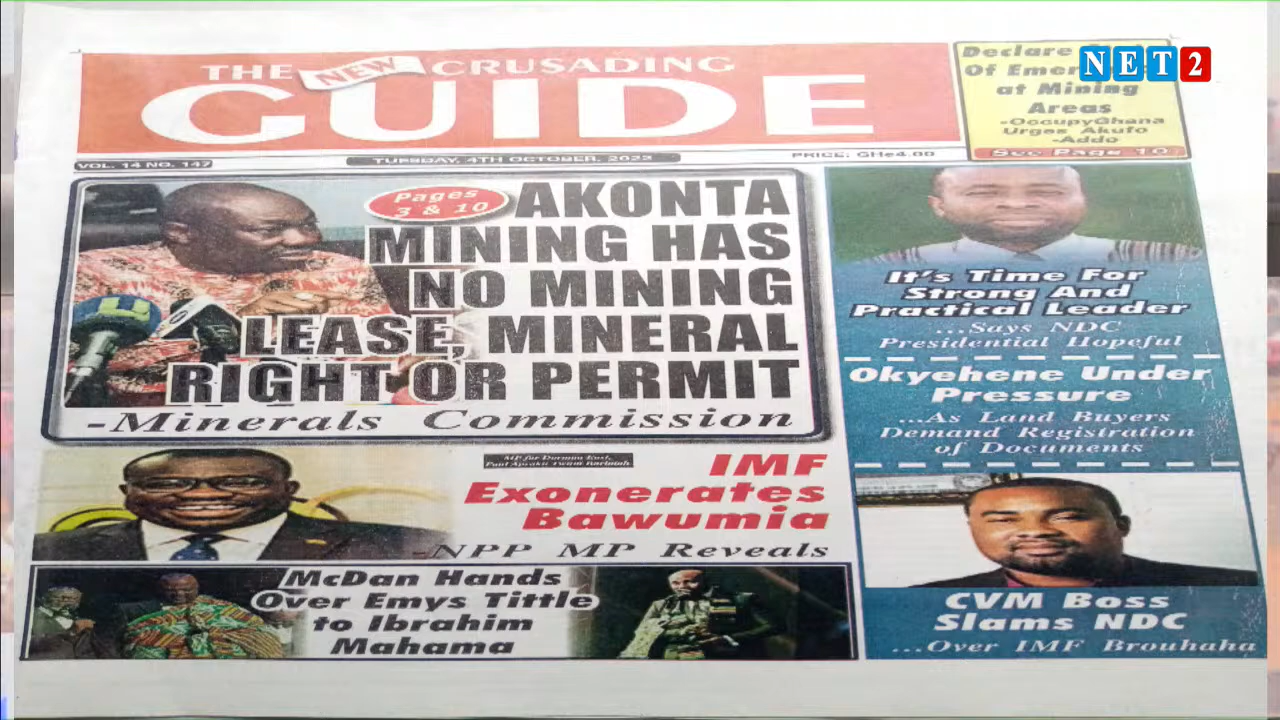 THE NEW CRUSADING
GUIDE
VOL. 14 NO. 147
TUESDAY, 4TH OCTOBER, 2022
PRICE: GH¢4.00
Declare
Of
at Mining
Areas
-OccupyGhana
Urges Akufo
-Addo
See Page 10
NET2
Pages
3 & 10
AKONTA
MINING HAS
NO MINING
LEASE, MINERAL
RIGHT OR PERMIT
-Minerals Commission
It's Time For
Strong And
Practical Leader
...Says NDC
Presidential Hopeful
Okyehene Under
Pressure
...As Land Buyers
Demand Registration
of Documents
MP for Dormaa East,
IMF
Exonerates
Bawumia
-NPP MP Reveals
McDan Hands
Over Emys Tittle
to Ibrahim
Mahama
CVM Boss
Slams NDC
...Over IMF Brouhaha